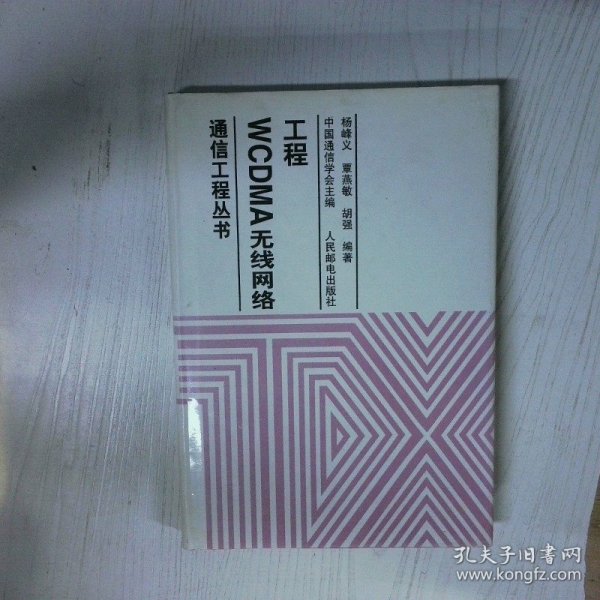 通信工程丛书
WCDMA无线网络
工程
中国通信学会主编 人民邮电出版社
杨峰义 覃燕敏 胡强 编著
孔夫子旧书网
www.kongfz.com